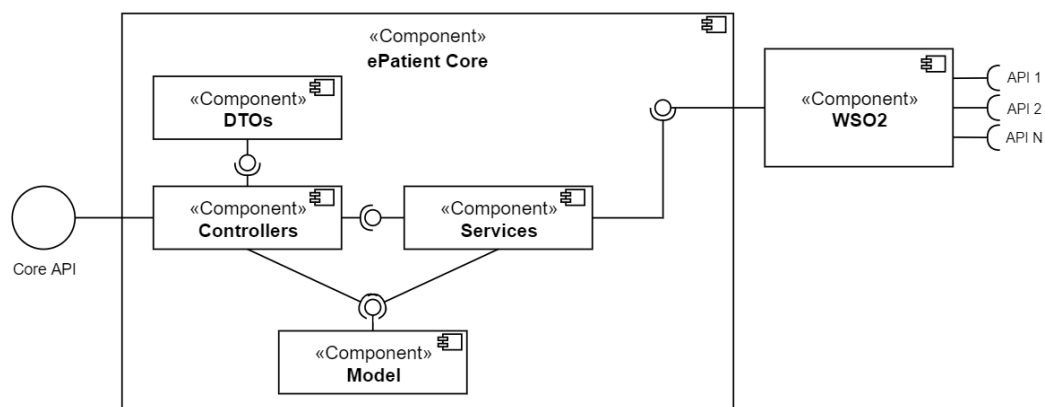 «Component»
ePatient Core
«Component»
DTOs
«Component»
WSO2
API 1
API 2
API N
«Component»
Controllers
«Component»
Services
Core API
«Component»
Model